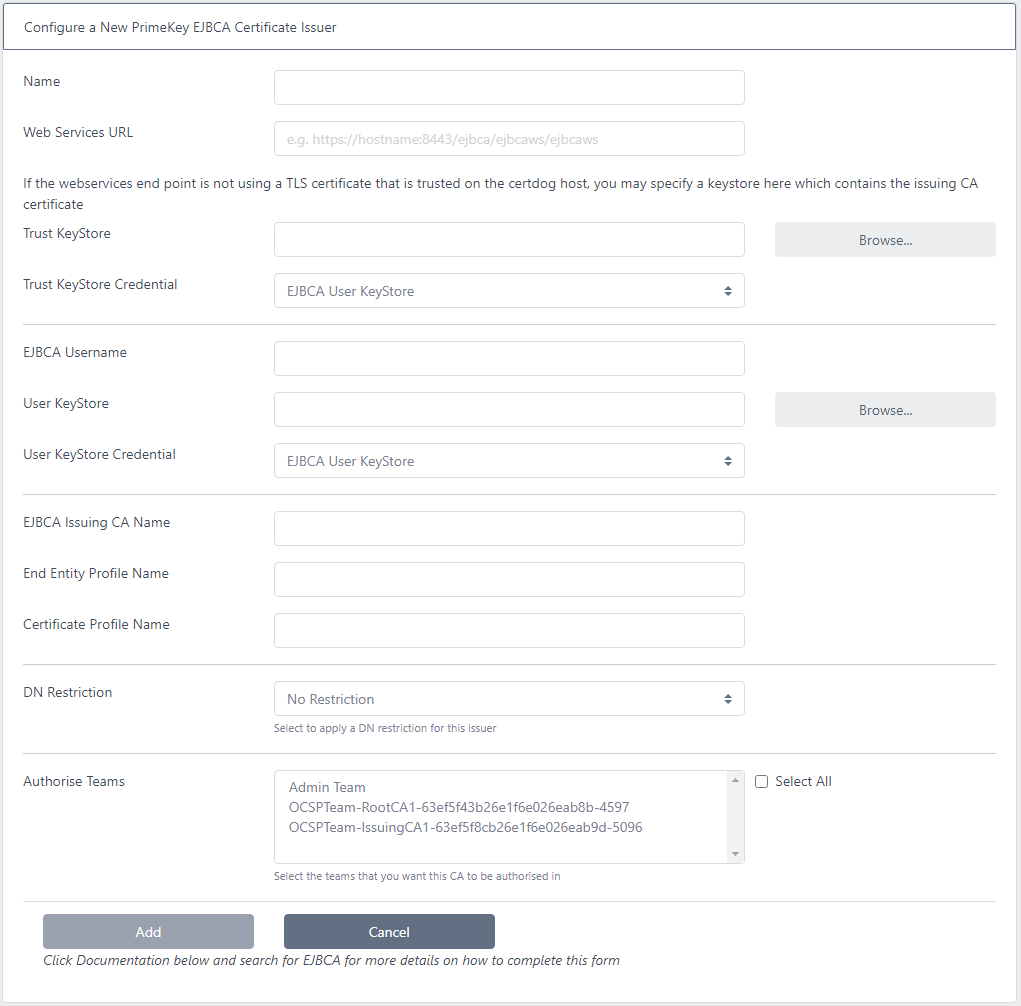 Configure a New PrimeKey EJBCA Certificate Issuer
Name
Web Services URL
e.g. https://hostname:8443/ejbca/ejbcaws/ejbcaws
If the webservices end point is not using a TLS certificate that is trusted on the certdog host, you may specify a keystore here which contains the issuing CA
certificate
Trust KeyStore
Browse...
Trust KeyStore Credential
EJBCA User KeyStore
EJBCA Username
User KeyStore
Browse...
User KeyStore Credential
EJBCA User KeyStore
EJBCA Issuing CA Name
End Entity Profile Name
Certificate Profile Name
DN Restriction
No Restriction
Select to apply a DN restriction for this issuer
Authorise Teams
Admin Team
OCSPTeam-RootCA1-63ef5f43b26e1f6e026eab8b-4597
OCSPTeam-IssuingCA1-63ef5f8cb26e1f6e026eab9d-5096
Select All
Select the teams that you want this CA to be authorised in
Add
Cancel
Click Documentation below and search for EJBCA for more details on how to complete this form